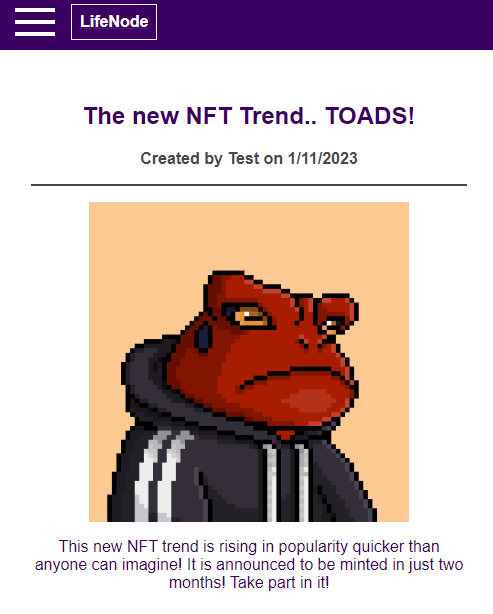 LifeNode
The new NFT Trend.. TOADS!
Created by Test on 1/11/2023
This new NFT trend is rising in popularity quicker than
anyone can imagine! It is announced to be minted in just two
months! Take part in it!